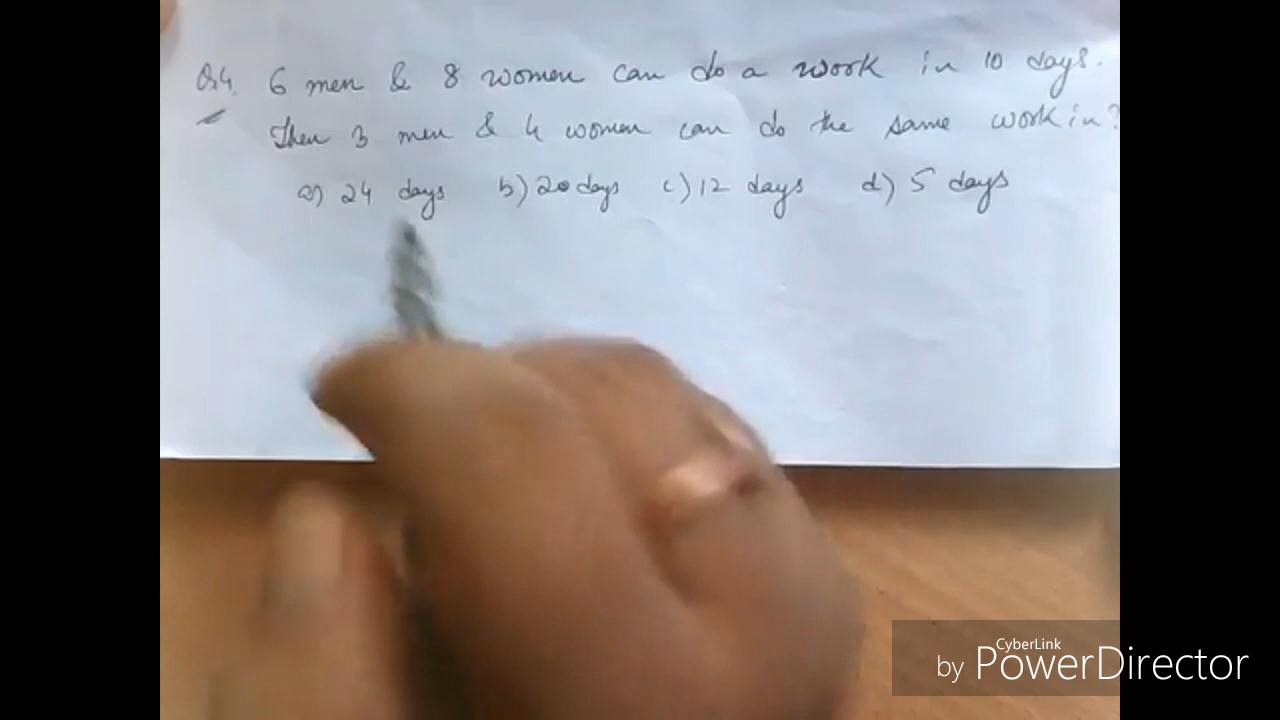 Q4. 6 men & 8 women can do a work in 10 days.
Then 3 men & 4 women can do the same work in?
a) 24 days b) 20 days c) 12 days d) 5 days
CyberLink
by PowerDirector